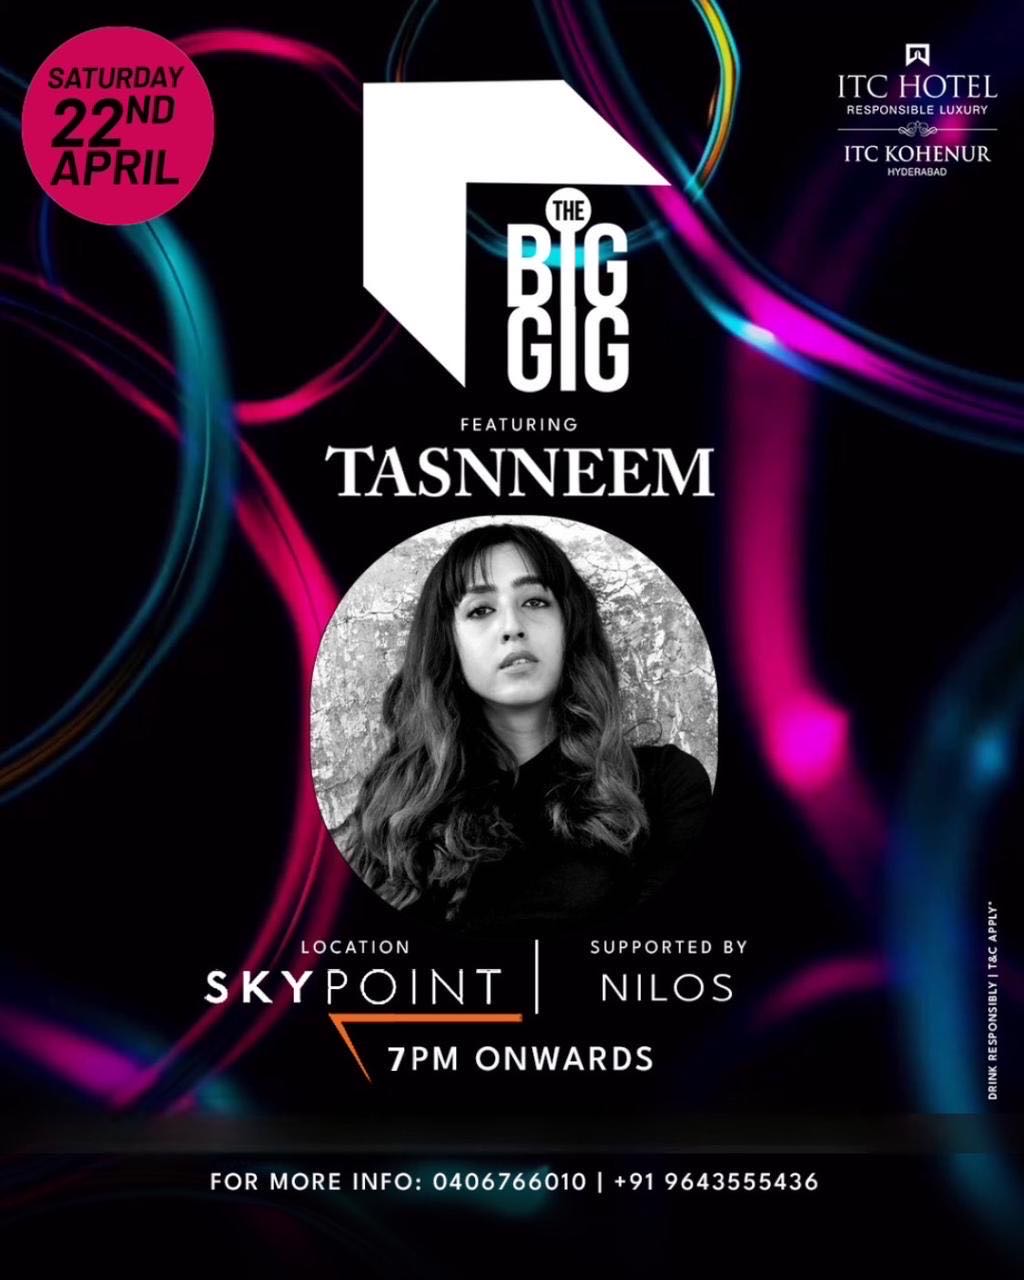 SATURDAY
22ND
APRIL
ITC HOTEL
RESPONSIBLE LUXURY
ITC KOHENUR
HYDERABAD
THE
BIG
GIG
FEATURING
TASNNEEM
LOCATION
SKYPOINT
SUPPORTED BY
NILOS
7PM ONWARDS
DRINK RESPONSIBLY | T&C APPLY*
FOR MORE INFO: 0406766010 | +91 9643555436